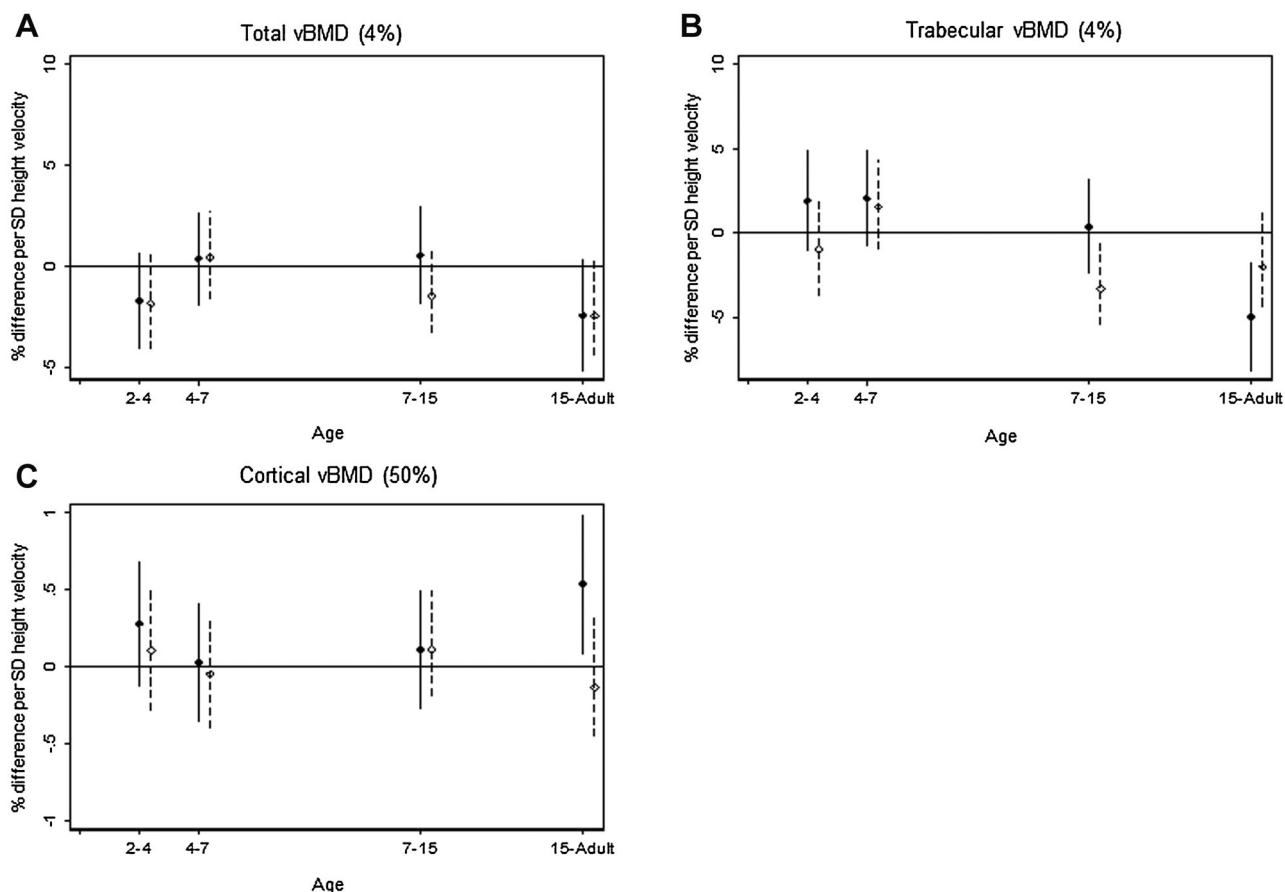 A
Total vBMD (4%)
% difference per SD height velocity
10
5
0
-5
2-4
4-7
7-15
15-Adult
Age
B
Trabecular vBMD (4%)
% difference per SD height velocity
10
5
0
-5
2-4
4-7
7-15
15-Adult
Age
C
Cortical vBMD (50%)
% difference per SD height velocity
1
.5
0
-.5
-1
2-4
4-7
7-15
15-Adult
Age